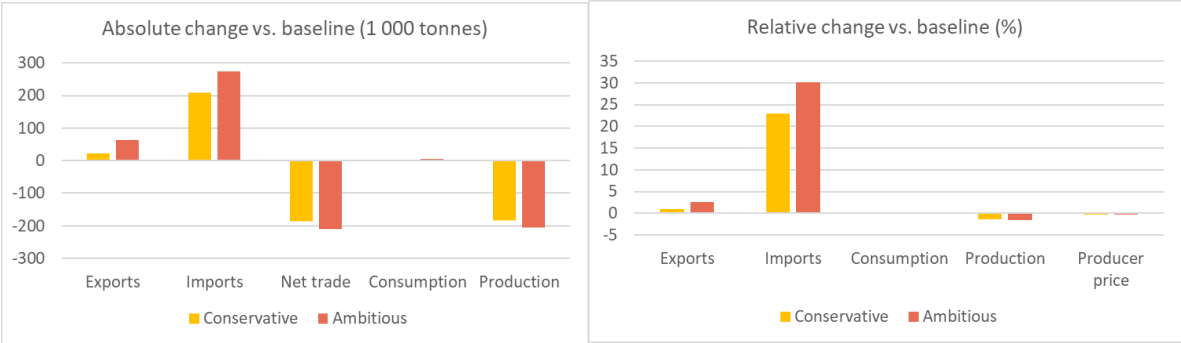 Absolute change vs. baseline (1 000 tonnes)
300
200
100
0
-100
-200
-300
Exports Imports Net trade Consumption Production
Conservative Ambitious
Relative change vs. baseline (%)
35
30
25
20
15
10
5
0
-5
Exports Imports Consumption Production Producer
price
Conservative Ambitious